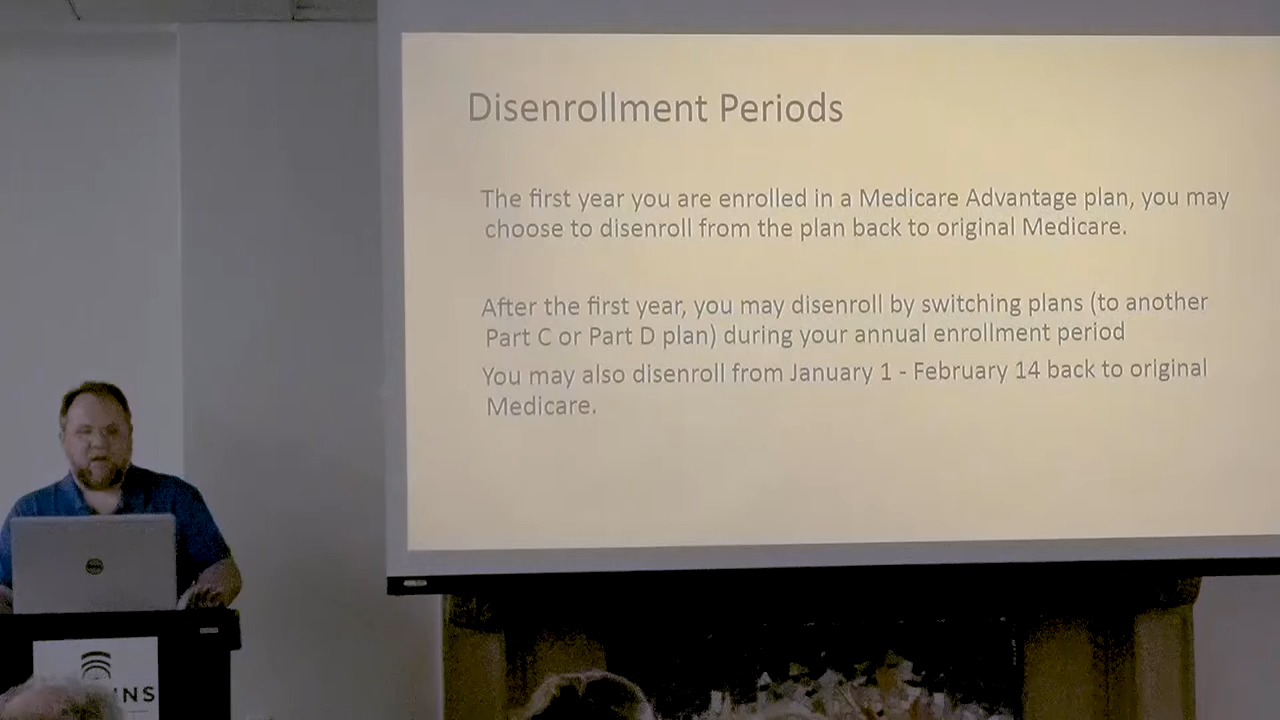 Disenrollment Periods
The first year you are enrolled in a Medicare Advantage plan, you may
choose to disenroll from the plan back to original Medicare.
After the first year, you may disenroll by switching plans (to another
Part C or Part D plan) during your annual enrollment period
You may also disenroll from January 1 - February 14 back to original
Medicare.
DELL